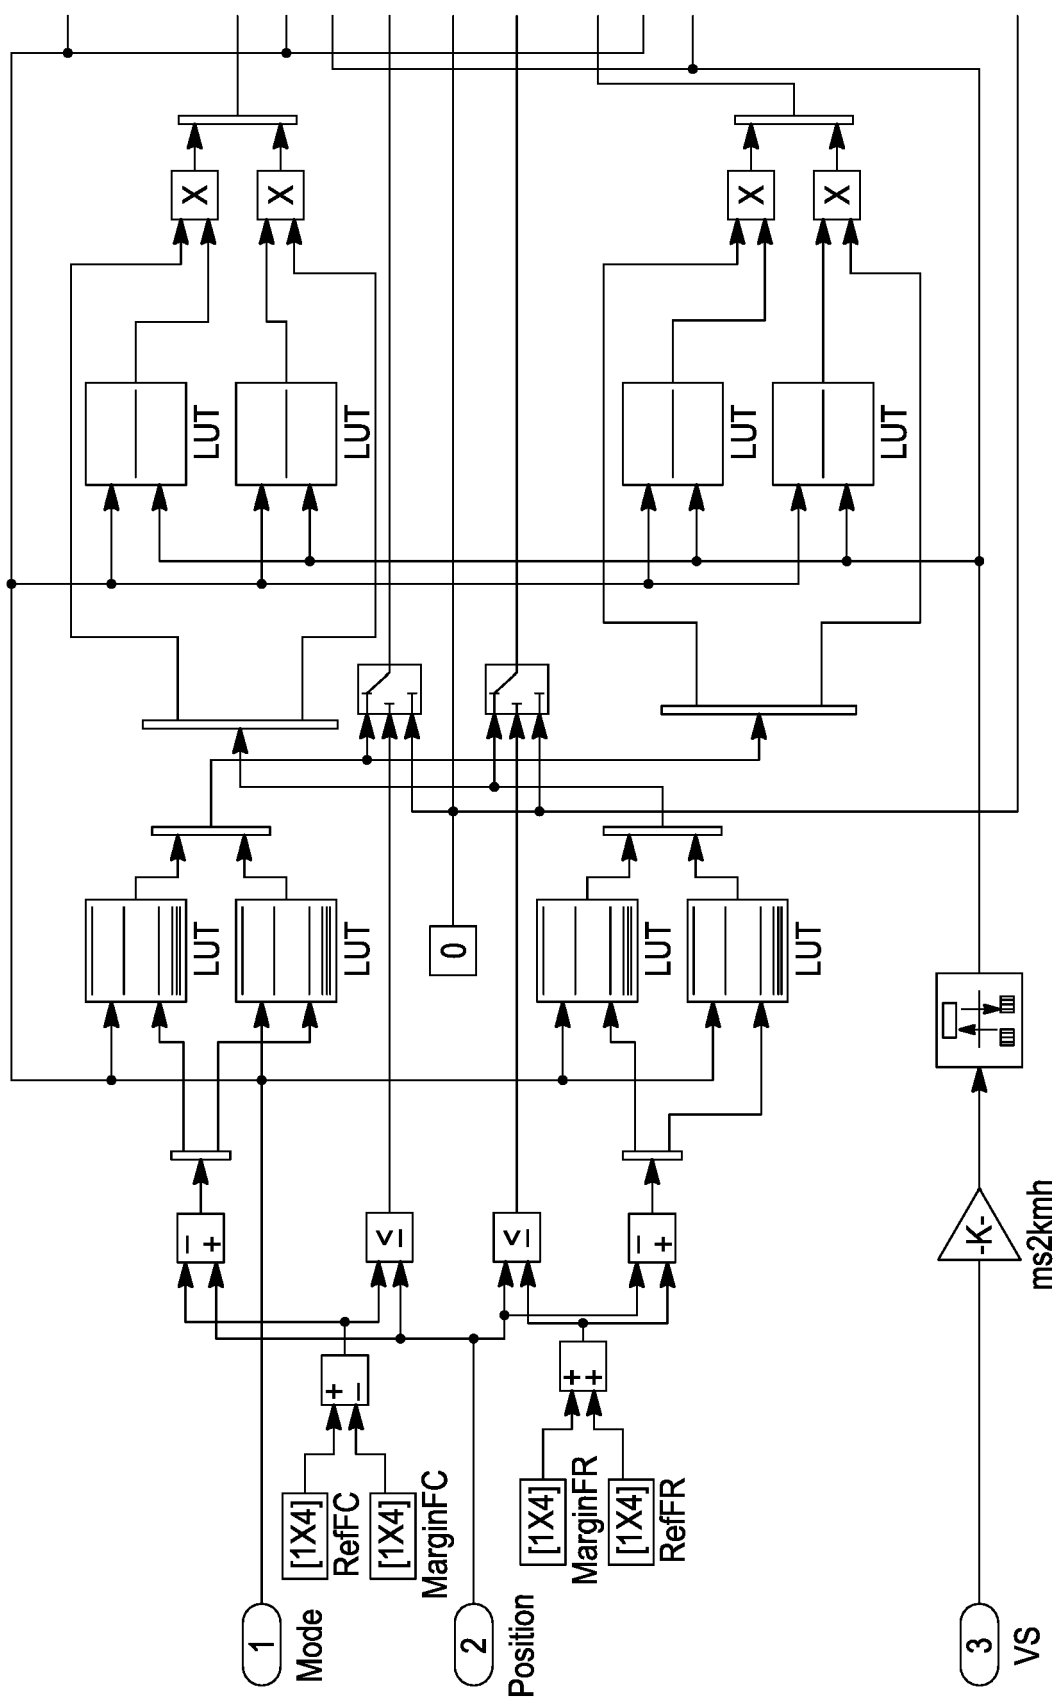 1
Mode
−
+
LUT
LUT
X
X
LUT
LUT
[1X4]
RefFC
[1X4]
MarginFC
+
−
≤
2
Position
0
≤
[1X4]
MarginFR
[1X4]
RefFR
+
+
−
+
LUT
LUT
LUT
LUT
X
X
3
VS
-K-
ms2kmh